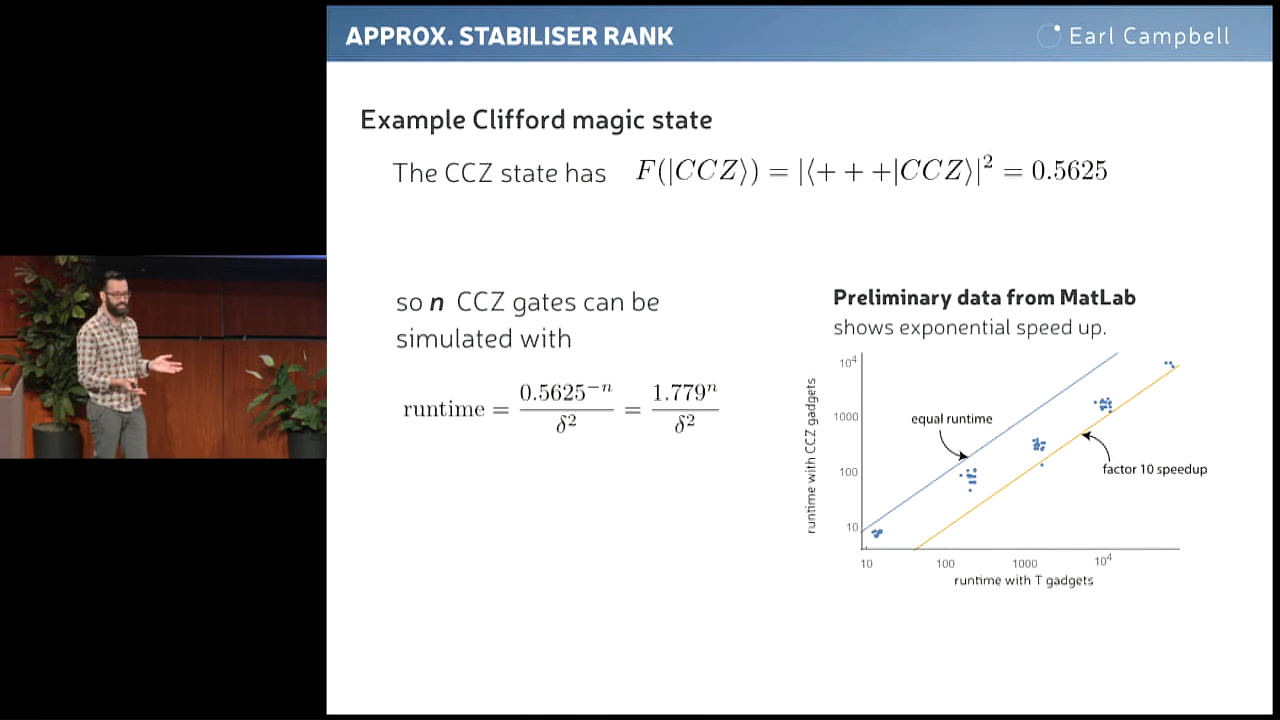 APPROX. STABILISER RANK
Earl Campbell
Example Clifford magic state
The CCZ state has F(|CCZ⟩) = |⟨+ + +|CCZ⟩|² = 0.5625
so n CCZ gates can be
simulated with
runtime = 0.5625⁻ⁿ / δ² = 1.779ⁿ / δ²
Preliminary data from MatLab
shows exponential speed up.
runtime with CCZ gadgets
10⁴
1000
100
10
equal runtime
factor 10 speedup
10 100 1000 10⁴
runtime with T gadgets